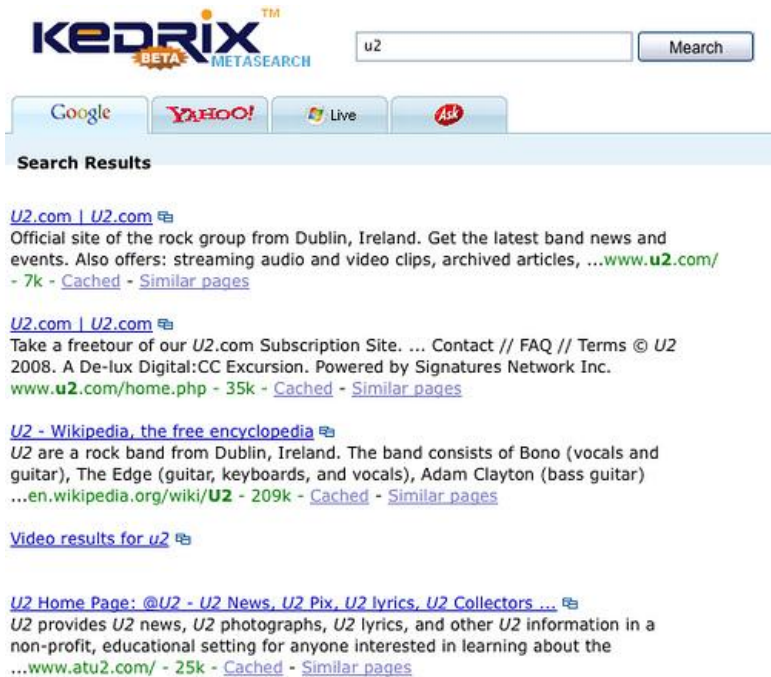 KEDRIX™
BETA METASEARCH
u2
Mearch
Google YAHOO! Live Ask
Search Results
U2.com | U2.com
Official site of the rock group from Dublin, Ireland. Get the latest band news and
events. Also offers: streaming audio and video clips, archived articles, ...www.u2.com/
- 7k - Cached - Similar pages
U2.com | U2.com
Take a freetour of our U2.com Subscription Site. ... Contact // FAQ // Terms © U2
2008. A De-lux Digital:CC Excursion. Powered by Signatures Network Inc.
www.u2.com/home.php - 35k - Cached - Similar pages
U2 - Wikipedia, the free encyclopedia
U2 are a rock band from Dublin, Ireland. The band consists of Bono (vocals and
guitar), The Edge (guitar, keyboards, and vocals), Adam Clayton (bass guitar)
...en.wikipedia.org/wiki/U2 - 209k - Cached - Similar pages
Video results for u2
U2 Home Page: @U2 - U2 News, U2 Pix, U2 lyrics, U2 Collectors ...
U2 provides U2 news, U2 photographs, U2 lyrics, and other U2 information in a
non-profit, educational setting for anyone interested in learning about the
...www.atu2.com/ - 25k - Cached - Similar pages